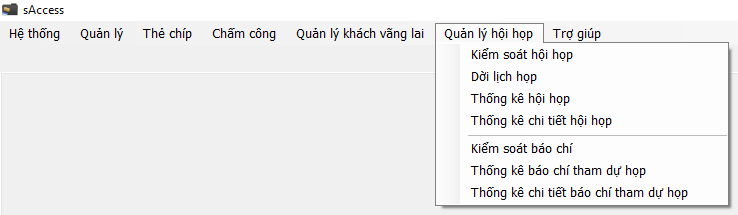 sAccess
Hệ thống Quản lý Thẻ chíp Chấm công Quản lý khách vãng lai Quản lý hội họp Trợ giúp
Kiểm soát hội họp
Dời lịch họp
Thống kê hội họp
Thống kê chi tiết hội họp
Kiểm soát báo chí
Thống kê báo chí tham dự họp
Thống kê chi tiết báo chí tham dự họp